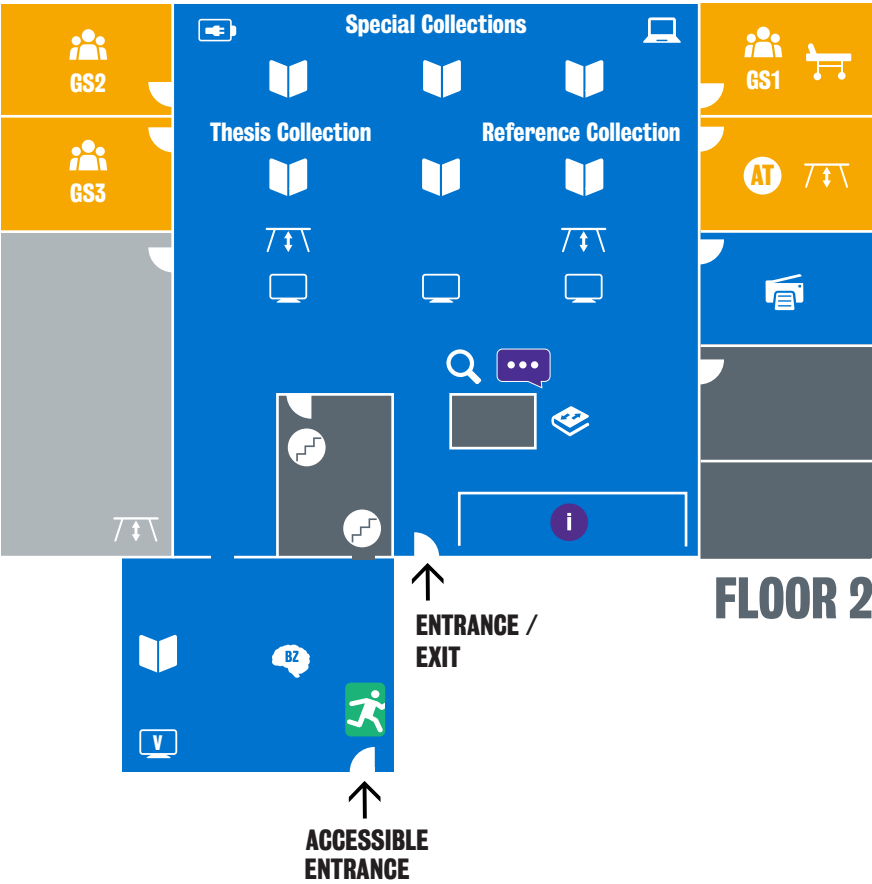 Special Collections
GS2
GS1
Thesis Collection
Reference Collection
GS3
AT
i
FLOOR 2
ENTRANCE /
EXIT
BZ
V
ACCESSIBLE
ENTRANCE